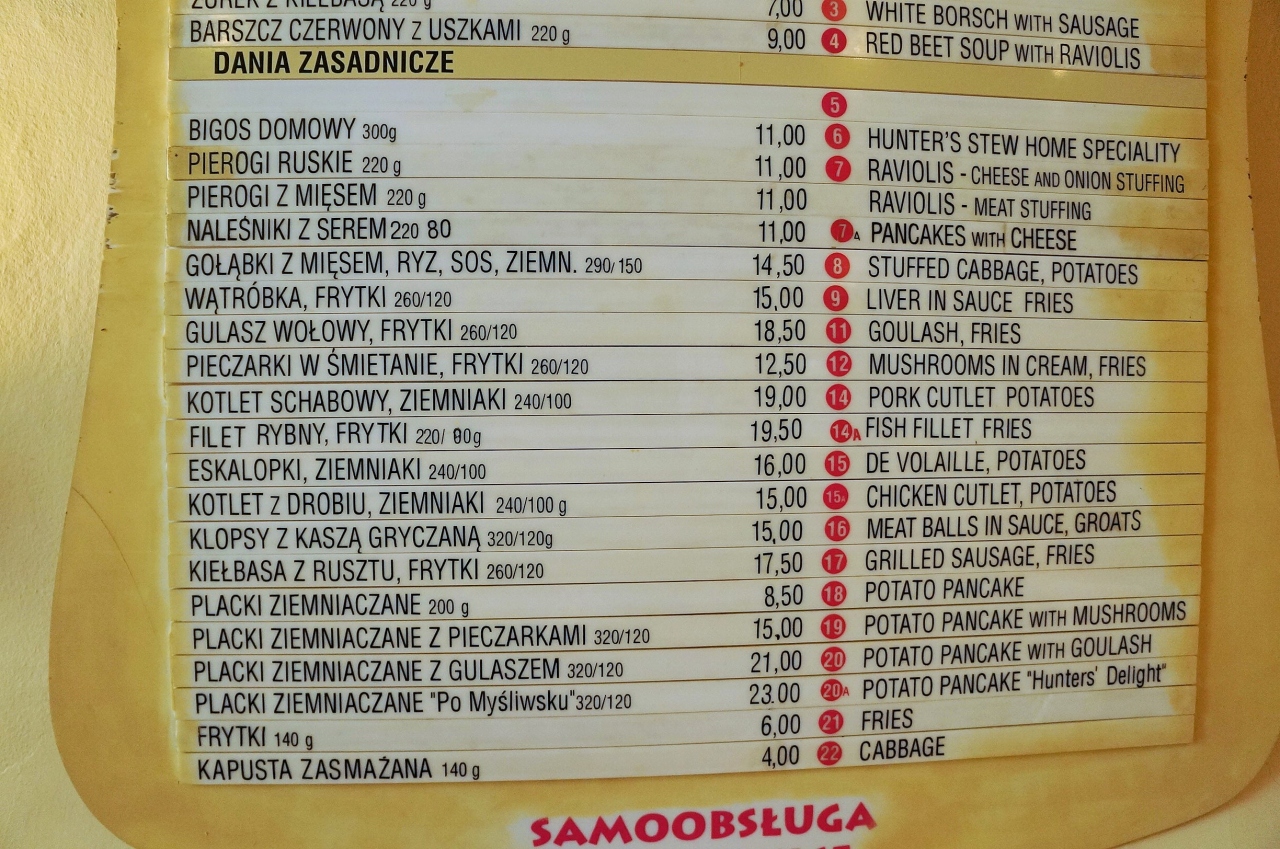 ŻUREK Z KIEŁBASĄ 220 g 7,00 3 WHITE BORSCH WITH SAUSAGE
BARSZCZ CZERWONY Z USZKAMI 220 g 9,00 4 RED BEET SOUP WITH RAVIOLIS
DANIA ZASADNICZE
5
BIGOS DOMOWY 300g 11,00 6 HUNTER'S STEW HOME SPECIALITY
PIEROGI RUSKIE 220 g 11,00 7 RAVIOLIS - CHEESE AND ONION STUFFING
PIEROGI Z MIĘSEM 220 g 11,00 RAVIOLIS - MEAT STUFFING
NALEŚNIKI Z SEREM 220 80 11,00 7A PANCAKES WITH CHEESE
GOŁĄBKI Z MIĘSEM, RYZ, SOS, ZIEMN. 290/150 14,50 8 STUFFED CABBAGE, POTATOES
WĄTRÓBKA, FRYTKI 260/120 15,00 9 LIVER IN SAUCE FRIES
GULASZ WOŁOWY, FRYTKI 260/120 18,50 11 GOULASH, FRIES
PIECZARKI W ŚMIETANIE, FRYTKI 260/120 12,50 12 MUSHROOMS IN CREAM, FRIES
KOTLET SCHABOWY, ZIEMNIAKI 240/100 19,00 14 PORK CUTLET POTATOES
FILET RYBNY, FRYTKI 220/ 80g 19,50 14A FISH FILLET FRIES
ESKALOPKI, ZIEMNIAKI 240/100 16,00 15 DE VOLAILLE, POTATOES
KOTLET Z DROBIU, ZIEMNIAKI 240/100 g 15,00 15A CHICKEN CUTLET, POTATOES
KLOPSY Z KASZĄ GRYCZANĄ 320/120g 15,00 16 MEAT BALLS IN SAUCE, GROATS
KIEŁBASA Z RUSZTU, FRYTKI 260/120 17,50 17 GRILLED SAUSAGE, FRIES
PLACKI ZIEMNIACZANE 200 g 8,50 18 POTATO PANCAKE
PLACKI ZIEMNIACZANE Z PIECZARKAMI 320/120 15,00 19 POTATO PANCAKE WITH MUSHROOMS
PLACKI ZIEMNIACZANE Z GULASZEM 320/120 21,00 20 POTATO PANCAKE WITH GOULASH
PLACKI ZIEMNIACZANE "Po Myśliwsku" 320/120 23.00 20A POTATO PANCAKE "Hunters' Delight"
FRYTKI 140 g 6,00 21 FRIES
KAPUSTA ZASMAŻANA 140 g 4,00 22 CABBAGE
SAMOOBSŁUGA